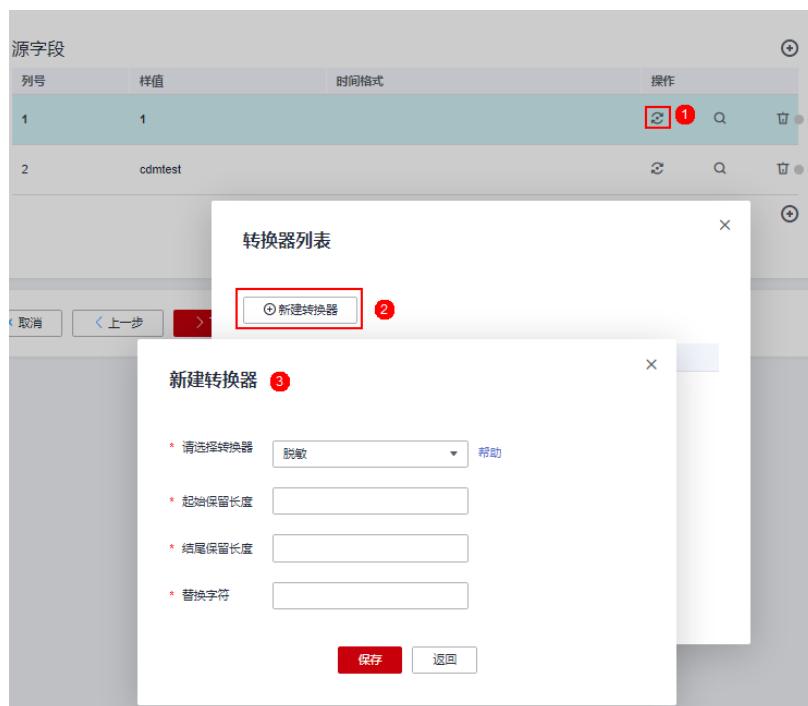 源字段
列号 样值 时间格式 操作
1 1 1
2 cdmtest
转换器列表
新建转换器 2
取消 上一步
新建转换器 3
* 请选择转换器 脱敏 帮助
* 起始保留长度
* 结尾保留长度
* 替换字符
保存 返回